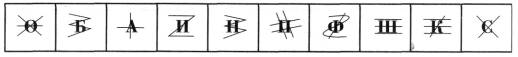 О Б А И Н П Ф Ш К С